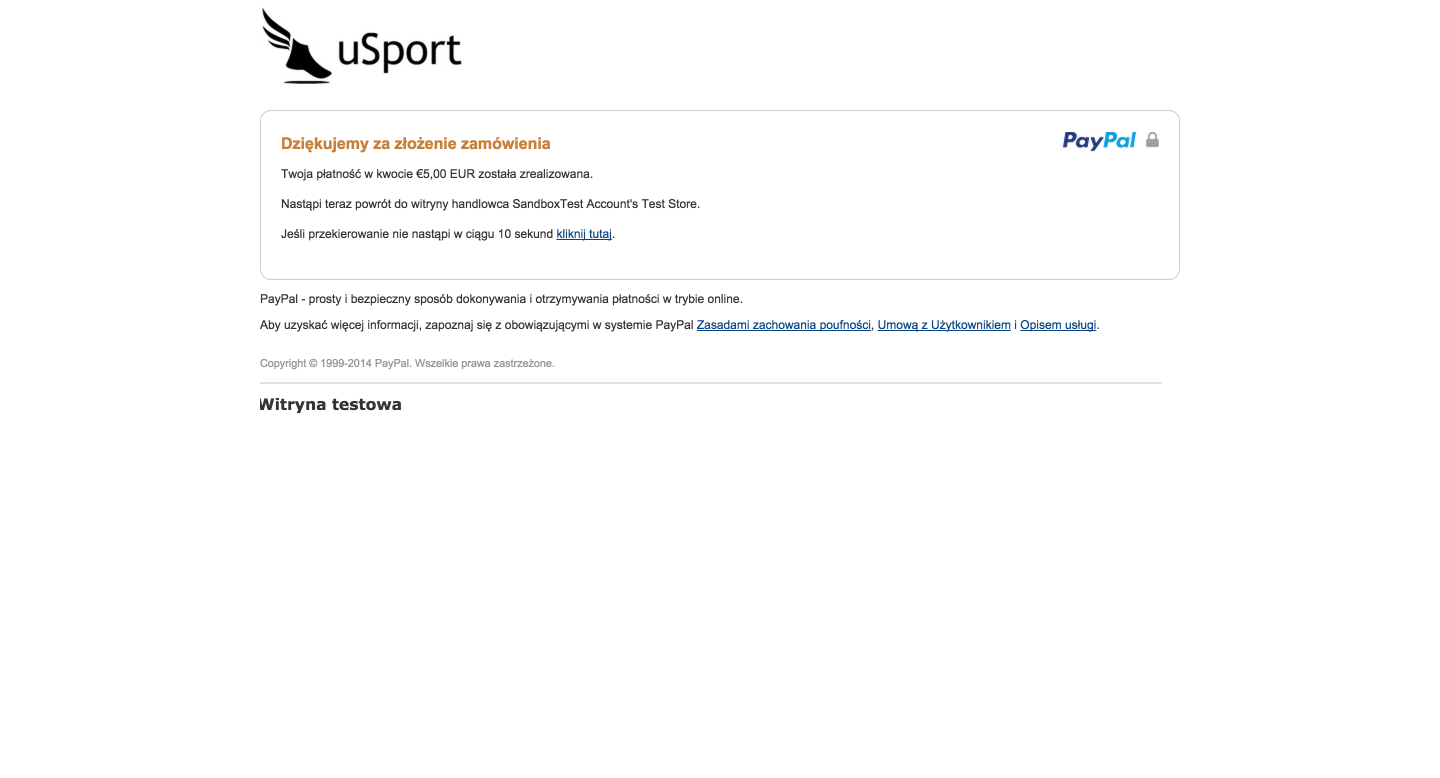 uSport
Dziękujemy za złożenie zamówienia
PayPal
Twoja płatność w kwocie €5,00 EUR została zrealizowana.
Nastąpi teraz powrót do witryny handlowca SandboxTest Account's Test Store.
Jeśli przekierowanie nie nastąpi w ciągu 10 sekund kliknij tutaj.
PayPal - prosty i bezpieczny sposób dokonywania i otrzymywania płatności w trybie online.
Aby uzyskać więcej informacji, zapoznaj się z obowiązującymi w systemie PayPal Zasadami zachowania poufności, Umową z Użytkownikiem i Opisem usługi.
Copyright © 1999-2014 PayPal. Wszelkie prawa zastrzeżone.
Witryna testowa